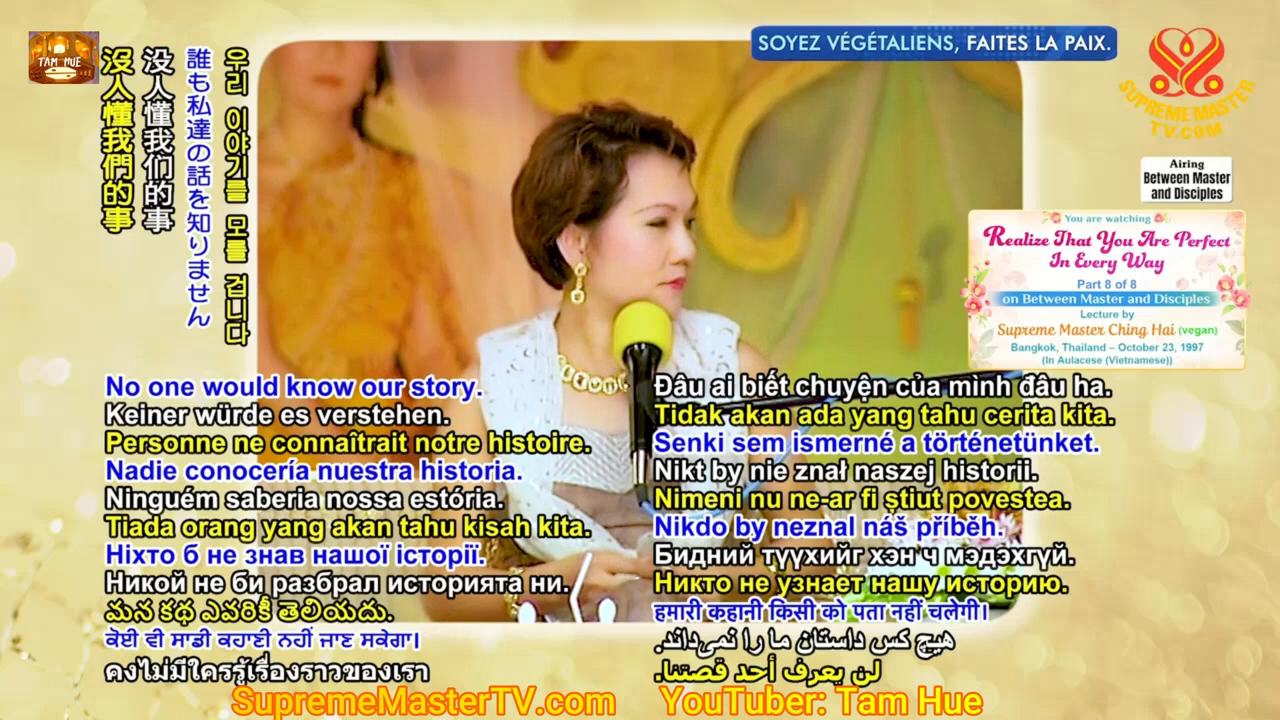 TAM HUE
沒人懂我們的事
没人懂我们的事
誰も私達の話を知りません
우리 이야기를 모를 겁니다
SOYEZ VÉGÉTALIENS, FAITES LA PAIX.
SUPREMEMASTER
TV.COM
Airing
Between Master
and Disciples
You are watching
Realize That You Are Perfect
In Every Way
Part 8 of 8
on Between Master and Disciples
Lecture by
Supreme Master Ching Hai (vegan)
Bangkok, Thailand – October 23, 1997
(In Aulacese (Vietnamese))
No one would know our story.
Keiner würde es verstehen.
Personne ne connaîtrait notre histoire.
Nadie conocería nuestra historia.
Ninguém saberia nossa estória.
Tiada orang yang akan tahu kisah kita.
Ніхто б не знав нашої історії.
Никой не би разбрал историята ни.
మన కథ ఎవరికీ తెలియదు.
ਕੋਈ ਵੀ ਸਾਡੀ ਕਹਾਣੀ ਨਹੀਂ ਜਾਣ ਸਕੇਗਾ।
คงไม่มีใครรู้เรื่องราวของเรา
Đâu ai biết chuyện của mình đâu ha.
Tidak akan ada yang tahu cerita kita.
Senki sem ismerné a történetünket.
Nikt by nie znał naszej historii.
Nimeni nu ne-ar fi știut povestea.
Nikdo by neznal náš příběh.
Бидний түүхийг хэн ч мэдэхгүй.
Никто не узнает нашу историю.
हमारी कहानी किसी को पता नहीं चलेगी।
هیچ کس داستان ما را نمی‌داند.
لن يعرف أحد قصتنا.
SupremeMasterTV.com
YouTuber: Tam Hue